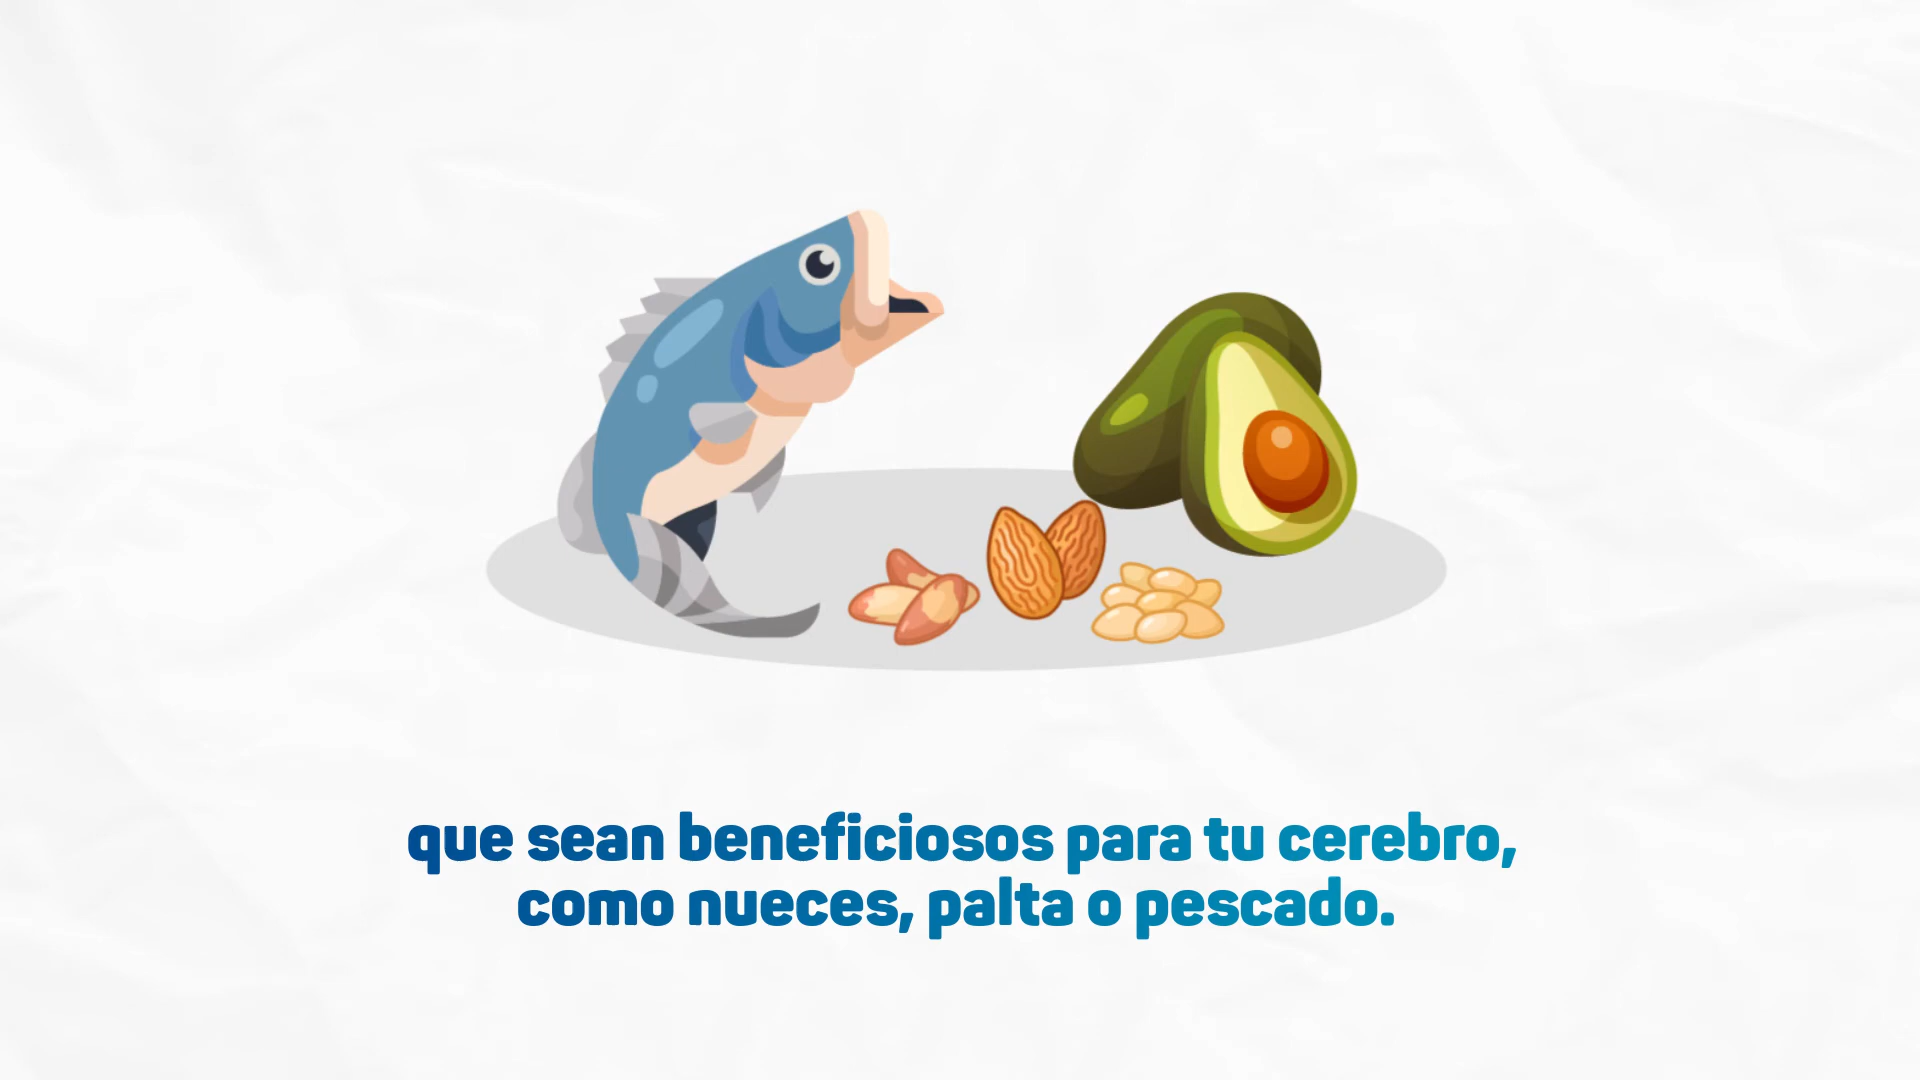 que sean beneficiosos para tu cerebro,
como nueces, palta o pescado.